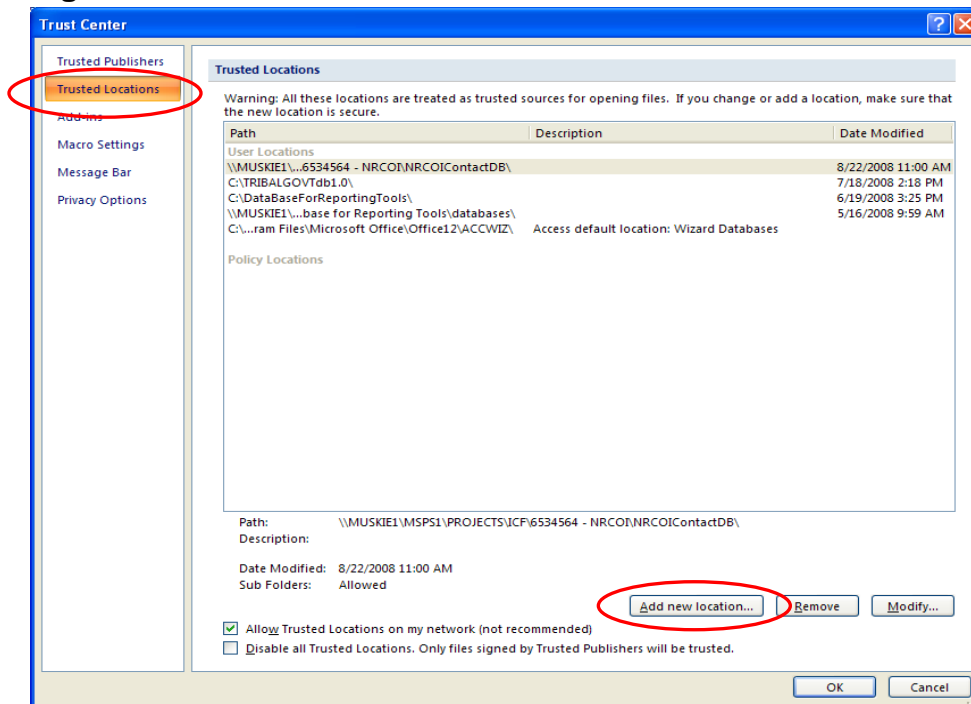 Trust Center
Trusted Publishers
Trusted Locations
Add-ins
Macro Settings
Message Bar
Privacy Options
Trusted Locations
Warning: All these locations are treated as trusted sources for opening files. If you change or add a location, make sure that
the new location is secure.
Path Description Date Modified
User Locations
\\MUSKIE1\...6534564 - NRCOI\NRCOIContactDB\ 8/22/2008 11:00 AM
C:\TRIBALGOVTdb1.0\ 7/18/2008 2:18 PM
C:\DataBaseForReportingTools\ 6/19/2008 3:25 PM
\\MUSKIE1\...base for Reporting Tools\databases\ 5/16/2008 9:59 AM
C:\...ram Files\Microsoft Office\Office12\ACCWIZ\ Access default location: Wizard Databases
Policy Locations
Path: \\MUSKIE1\MSPS1\PROJECTS\ICF\6534564 - NRCOI\NRCOIContactDB\
Description:
Date Modified: 8/22/2008 11:00 AM
Sub Folders: Allowed
Add new location... Remove Modify...
Allow Trusted Locations on my network (not recommended)
Disable all Trusted Locations. Only files signed by Trusted Publishers will be trusted.
OK Cancel